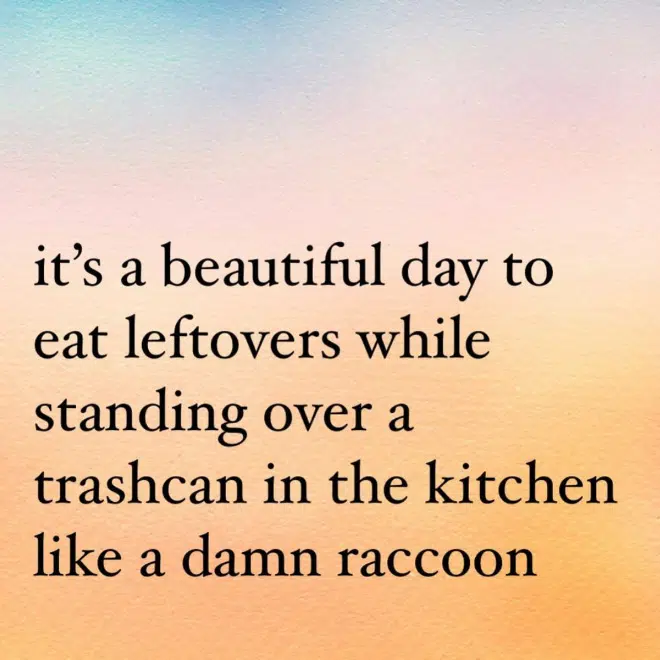 it’s a beautiful day to
eat leftovers while
standing over a
trashcan in the kitchen
like a damn raccoon